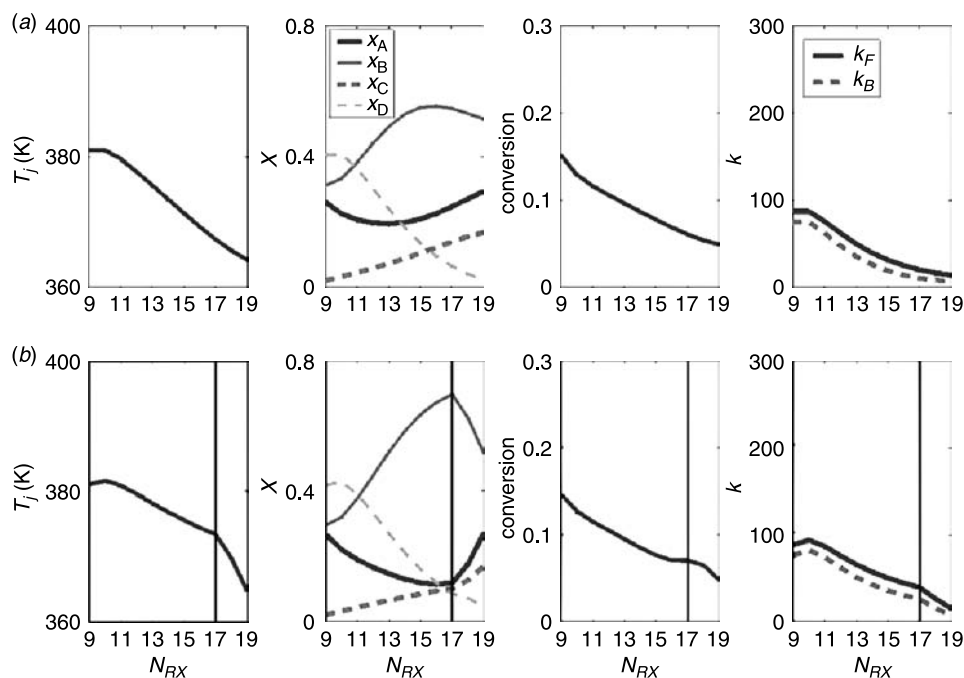 (a)
400
380
360
T_j (K)
9 11 13 15 17 19
0.8
0.4
0
X
x_A
x_B
x_C
x_D
9 11 13 15 17 19
0.3
0.2
0.1
0
conversion
9 11 13 15 17 19
300
200
100
0
k
k_F
k_B
9 11 13 15 17 19
(b)
400
380
360
T_j (K)
9 11 13 15 17 19
N_RX
0.8
0.4
0
X
9 11 13 15 17 19
N_RX
0.3
0.2
0.1
0
conversion
9 11 13 15 17 19
N_RX
300
200
100
0
k
9 11 13 15 17 19
N_RX